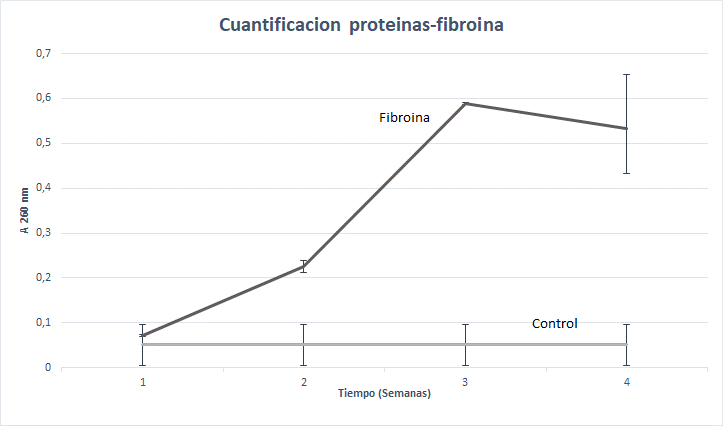 Cuantificacion proteinas-fibroina
0,7
0,6
0,5
0,4
0,3
0,2
0,1
0
A 260 nm
Fibroina
Control
1 2 3 4
Tiempo (Semanas)